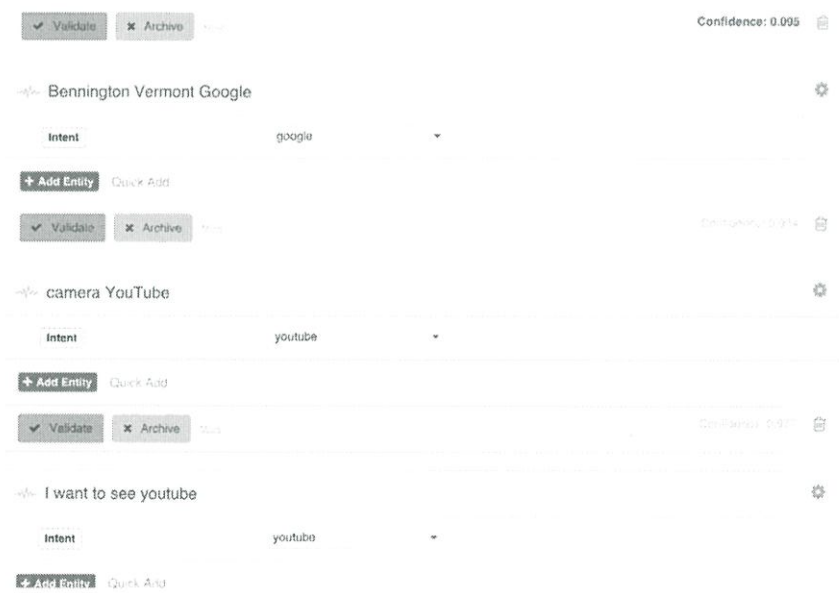 ✔ Validate ✖ Archive Confidence: 0.095
Bennington Vermont Google
Intent google
+ Add Entity Quick Add
✔ Validate ✖ Archive
camera YouTube
Intent youtube
+ Add Entity Quick Add
✔ Validate ✖ Archive
I want to see youtube
Intent youtube
+ Add Entity Quick Add